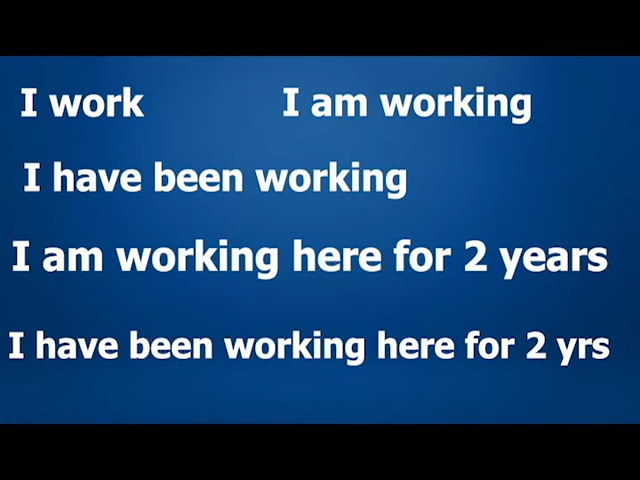 I work I am working
I have been working
I am working here for 2 years
I have been working here for 2 yrs